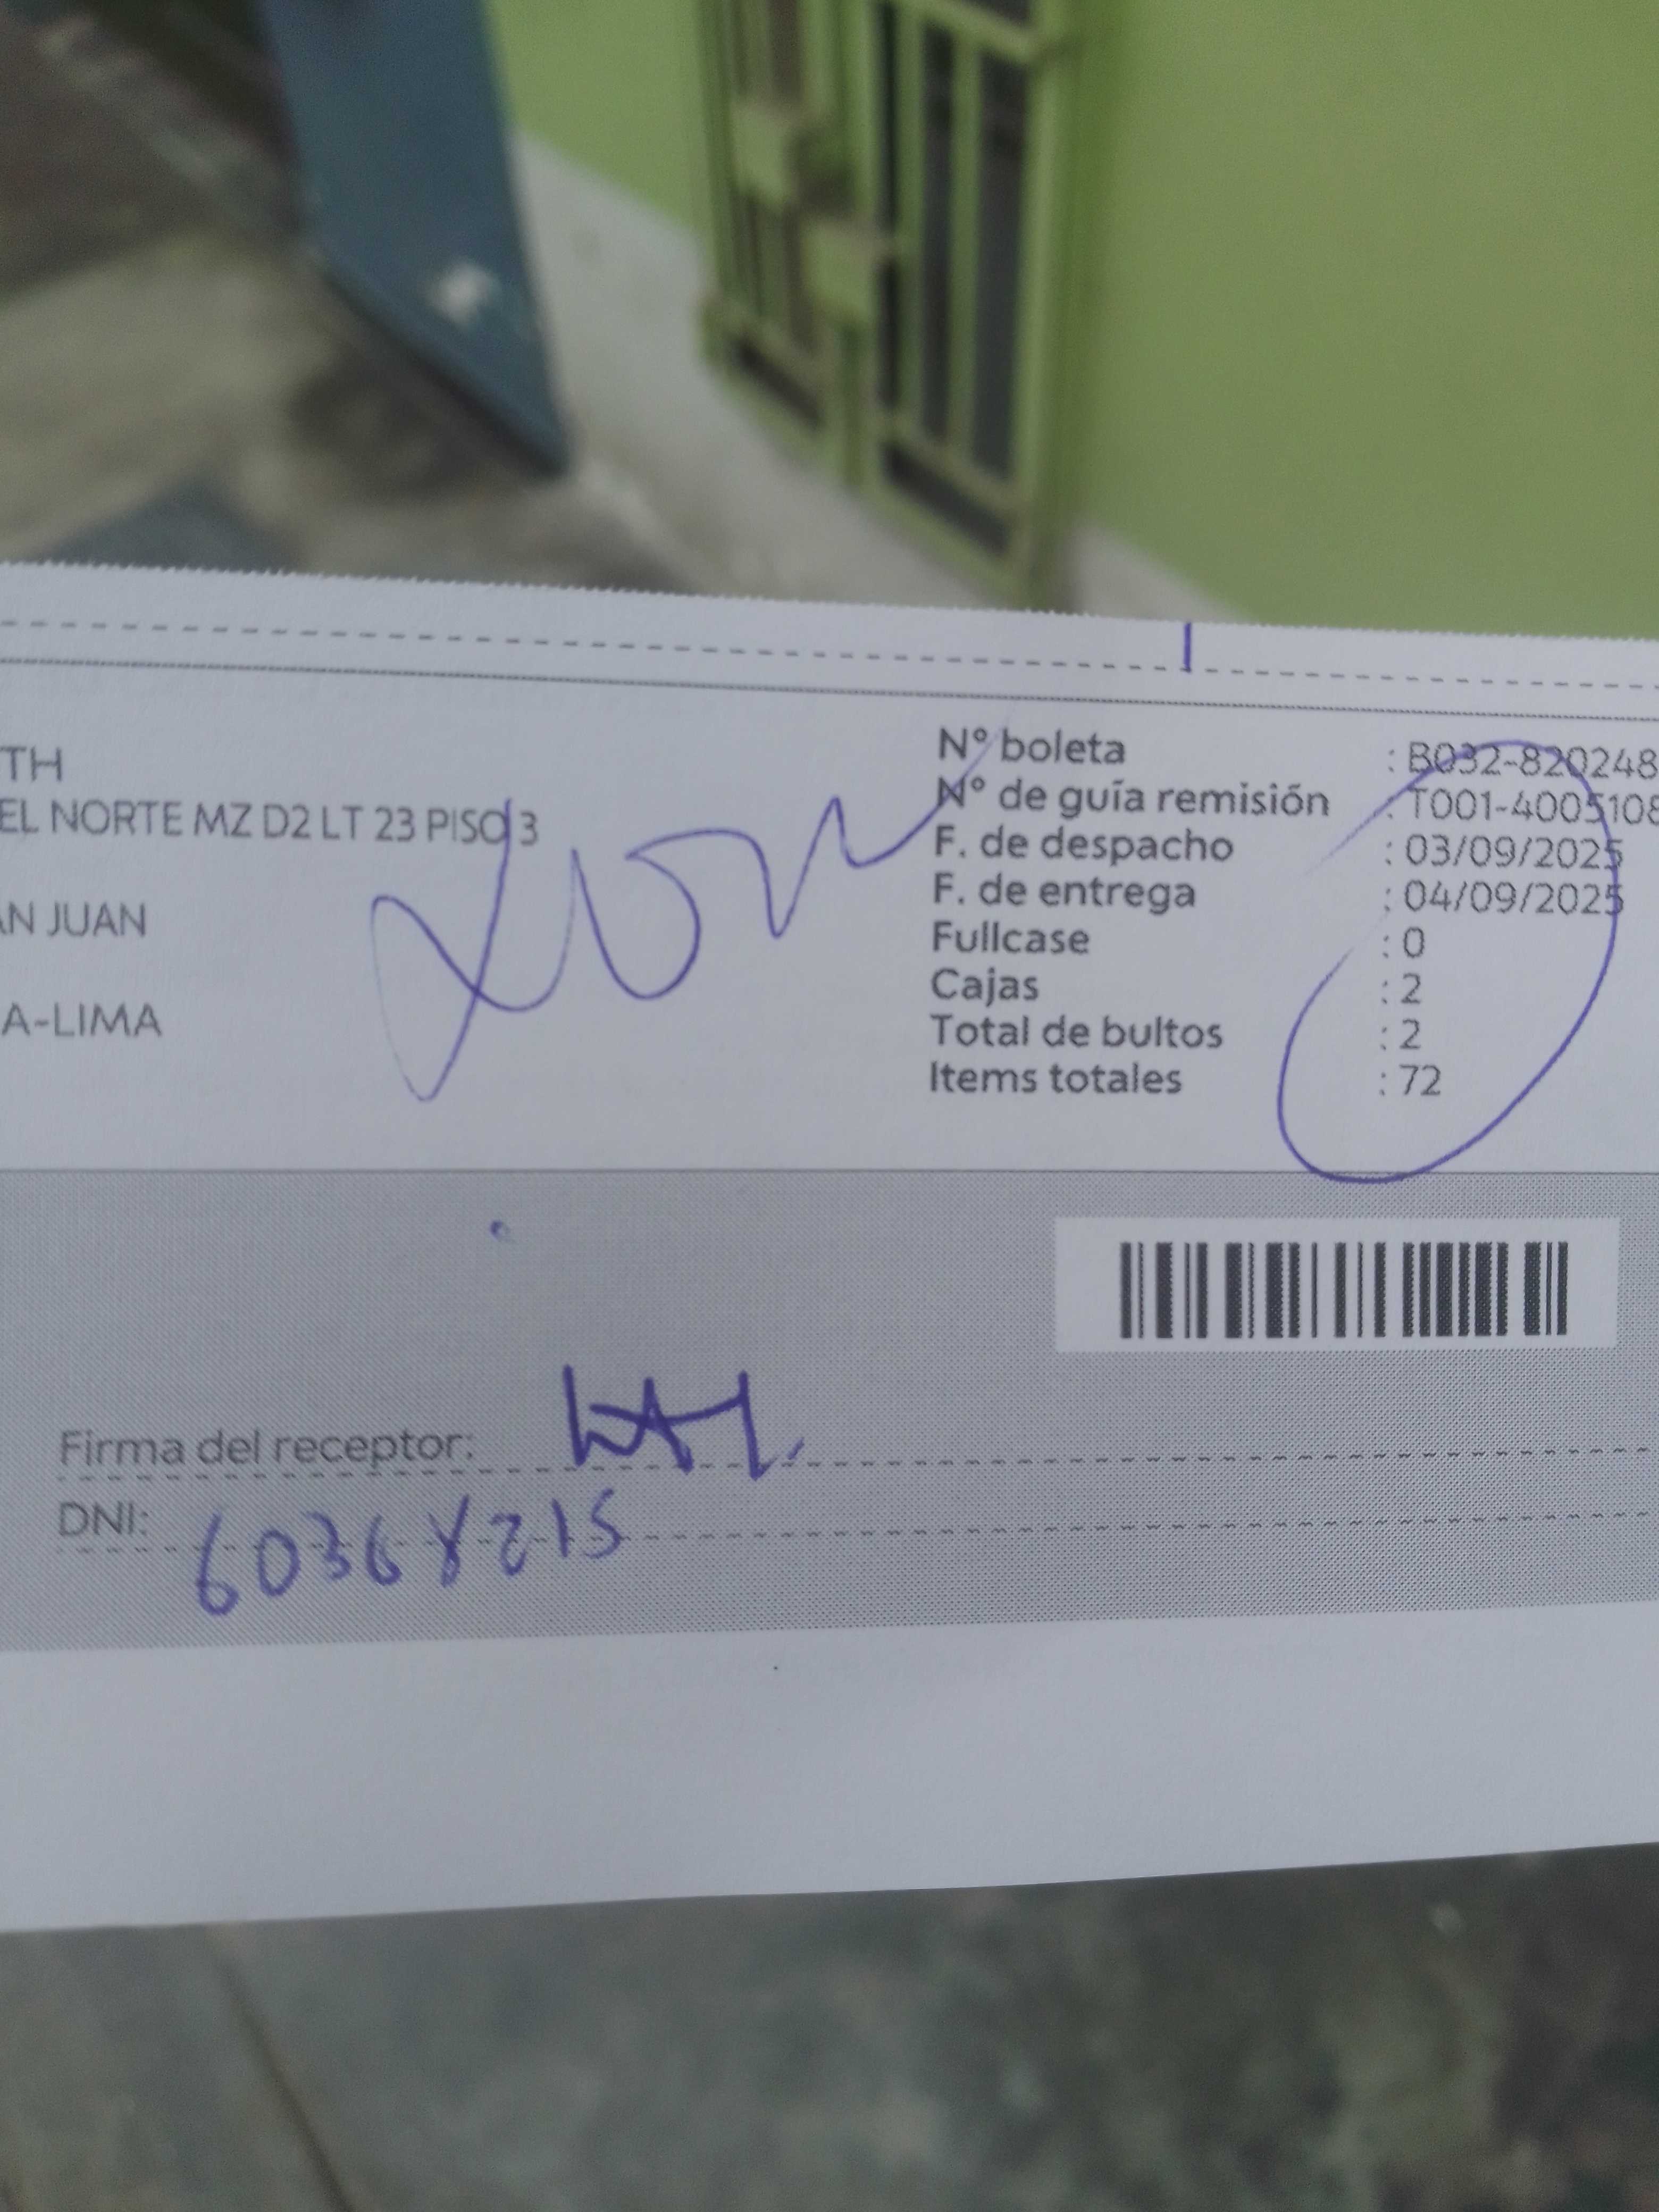 TH
EL NORTE MZ D2 LT 23 PISO 3
AN JUAN
A-LIMA
N° boleta : B032-820248
N° de guía remisión : T001-4005108
F. de despacho : 03/09/2025
F. de entrega : 04/09/2025
Fullcase : 0
Cajas : 2
Total de bultos : 2
Items totales : 72
Firma del receptor:
DNI: 60368215